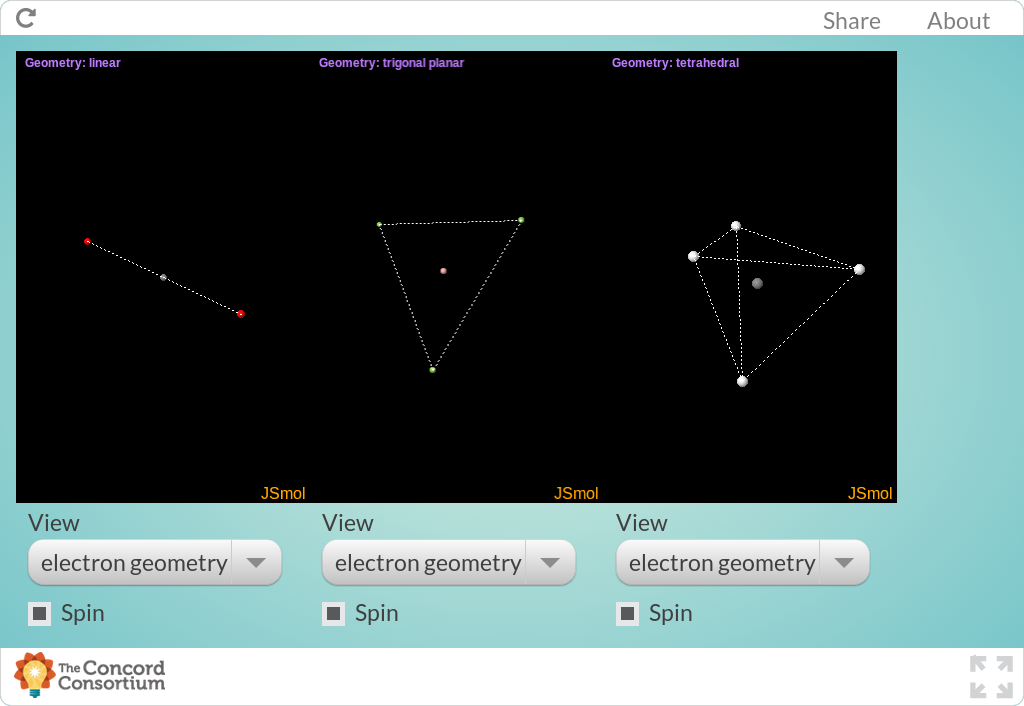 Share About
Geometry: linear Geometry: trigonal planar Geometry: tetrahedral
JSmol JSmol JSmol
View View View
electron geometry electron geometry electron geometry
Spin Spin Spin
The Concord
Consortium